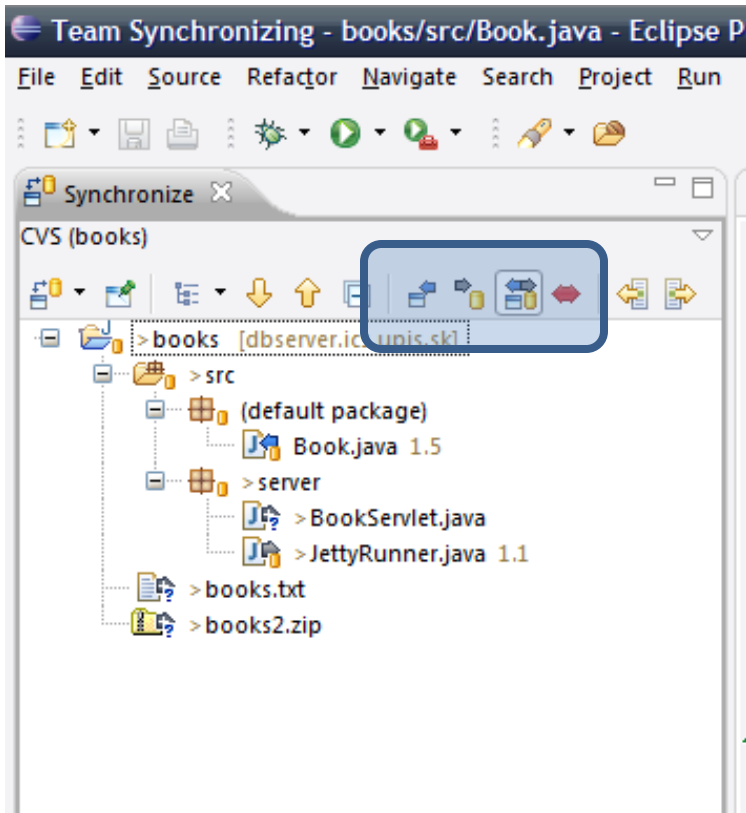 Team Synchronizing - books/src/Book.java - Eclipse P
File Edit Source Refactor Navigate Search Project Run
Synchronize
CVS (books)
>books [dbserver.ics.upjs.sk]
>src
(default package)
Book.java 1.5
>server
>BookServlet.java
>JettyRunner.java 1.1
>books.txt
>books2.zip